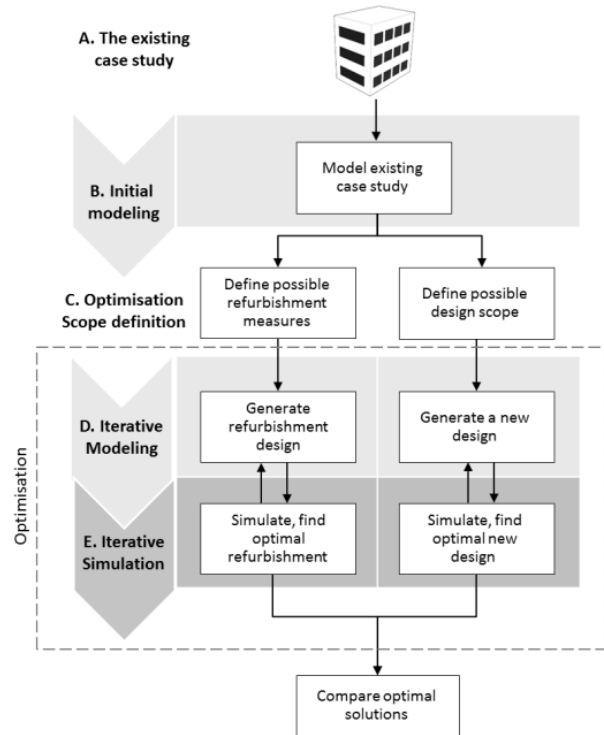 A. The existing
case study
Model existing
case study
B. Initial
modeling
Define possible
refurbishment
measures
Define possible
design scope
C. Optimisation
Scope definition
Optimisation
D. Iterative
Modeling
Generate
refurbishment
design
Generate a new
design
E. Iterative
Simulation
Simulate, find
optimal
refurbishment
Simulate, find
optimal new
design
Compare optimal
solutions